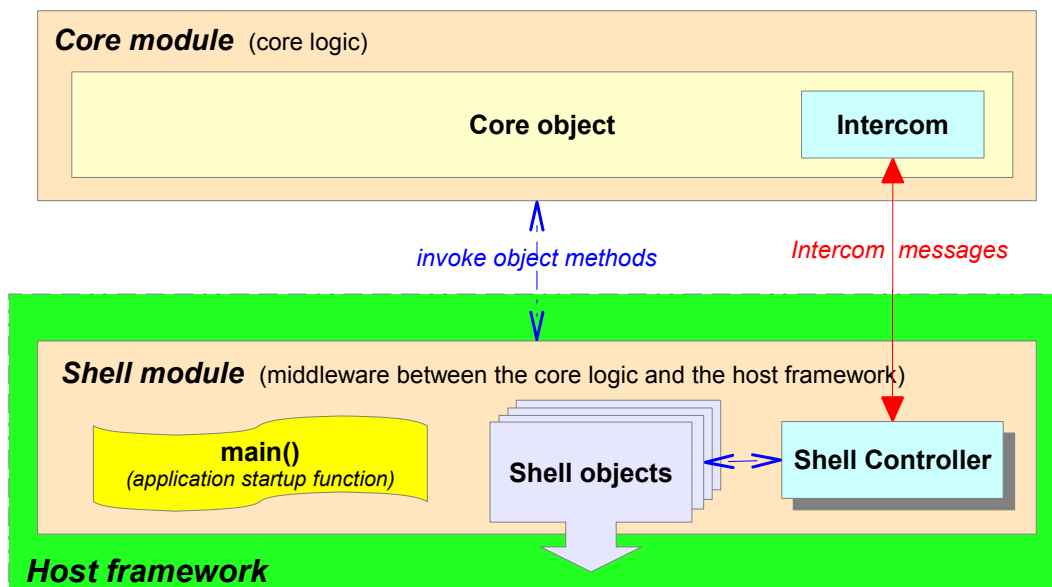 Core module (core logic)
Core object
Intercom
invoke object methods
Intercom messages
Shell module (middleware between the core logic and the host framework)
main()
(application startup function)
Shell objects
Shell Controller
Host framework